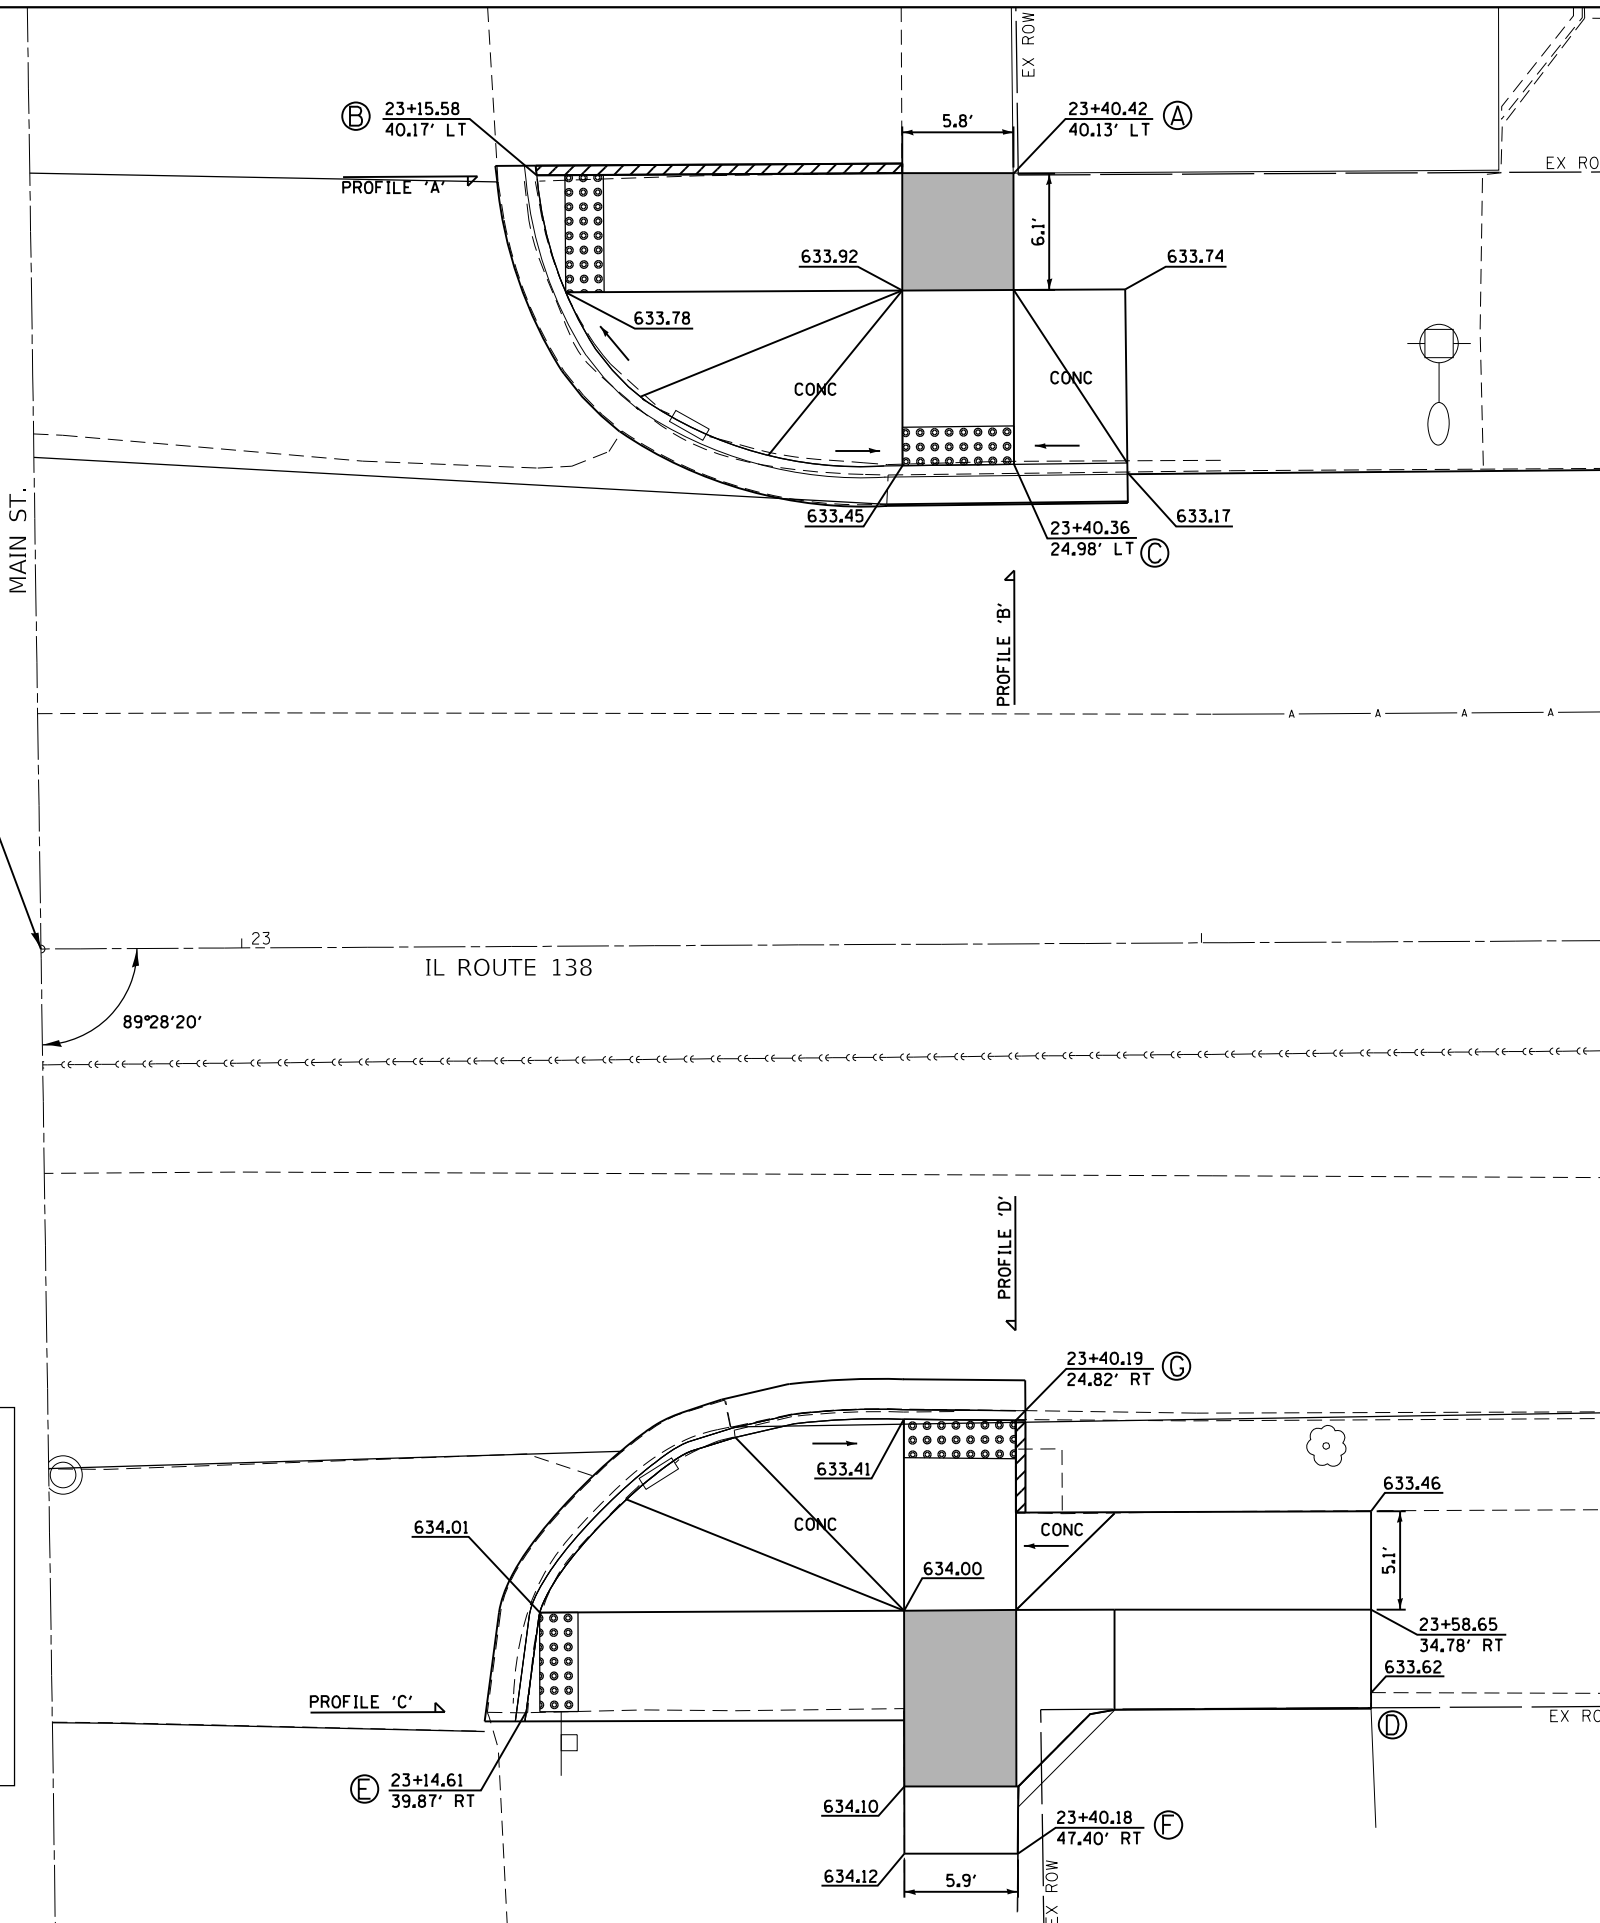 EX ROW
Ⓑ 23+15.58
40.17' LT
5.8'
23+40.42 Ⓐ
40.13' LT
EX RO
PROFILE 'A'
6.1'
633.92
633.74
633.78
CONC
CONC
633.45
633.17
23+40.36
24.98' LT Ⓒ
MAIN ST.
PROFILE 'B'
A A A A
23
IL ROUTE 138
89°28'20'
PROFILE 'D'
23+40.19 Ⓖ
24.82' RT
633.41
633.46
634.01
CONC
CONC
5.1'
634.00
23+58.65
34.78' RT
633.62
PROFILE 'C'
Ⓓ
EX RO
Ⓔ 23+14.61
39.87' RT
634.10
23+40.18 Ⓕ
47.40' RT
634.12
5.9'
EX ROW